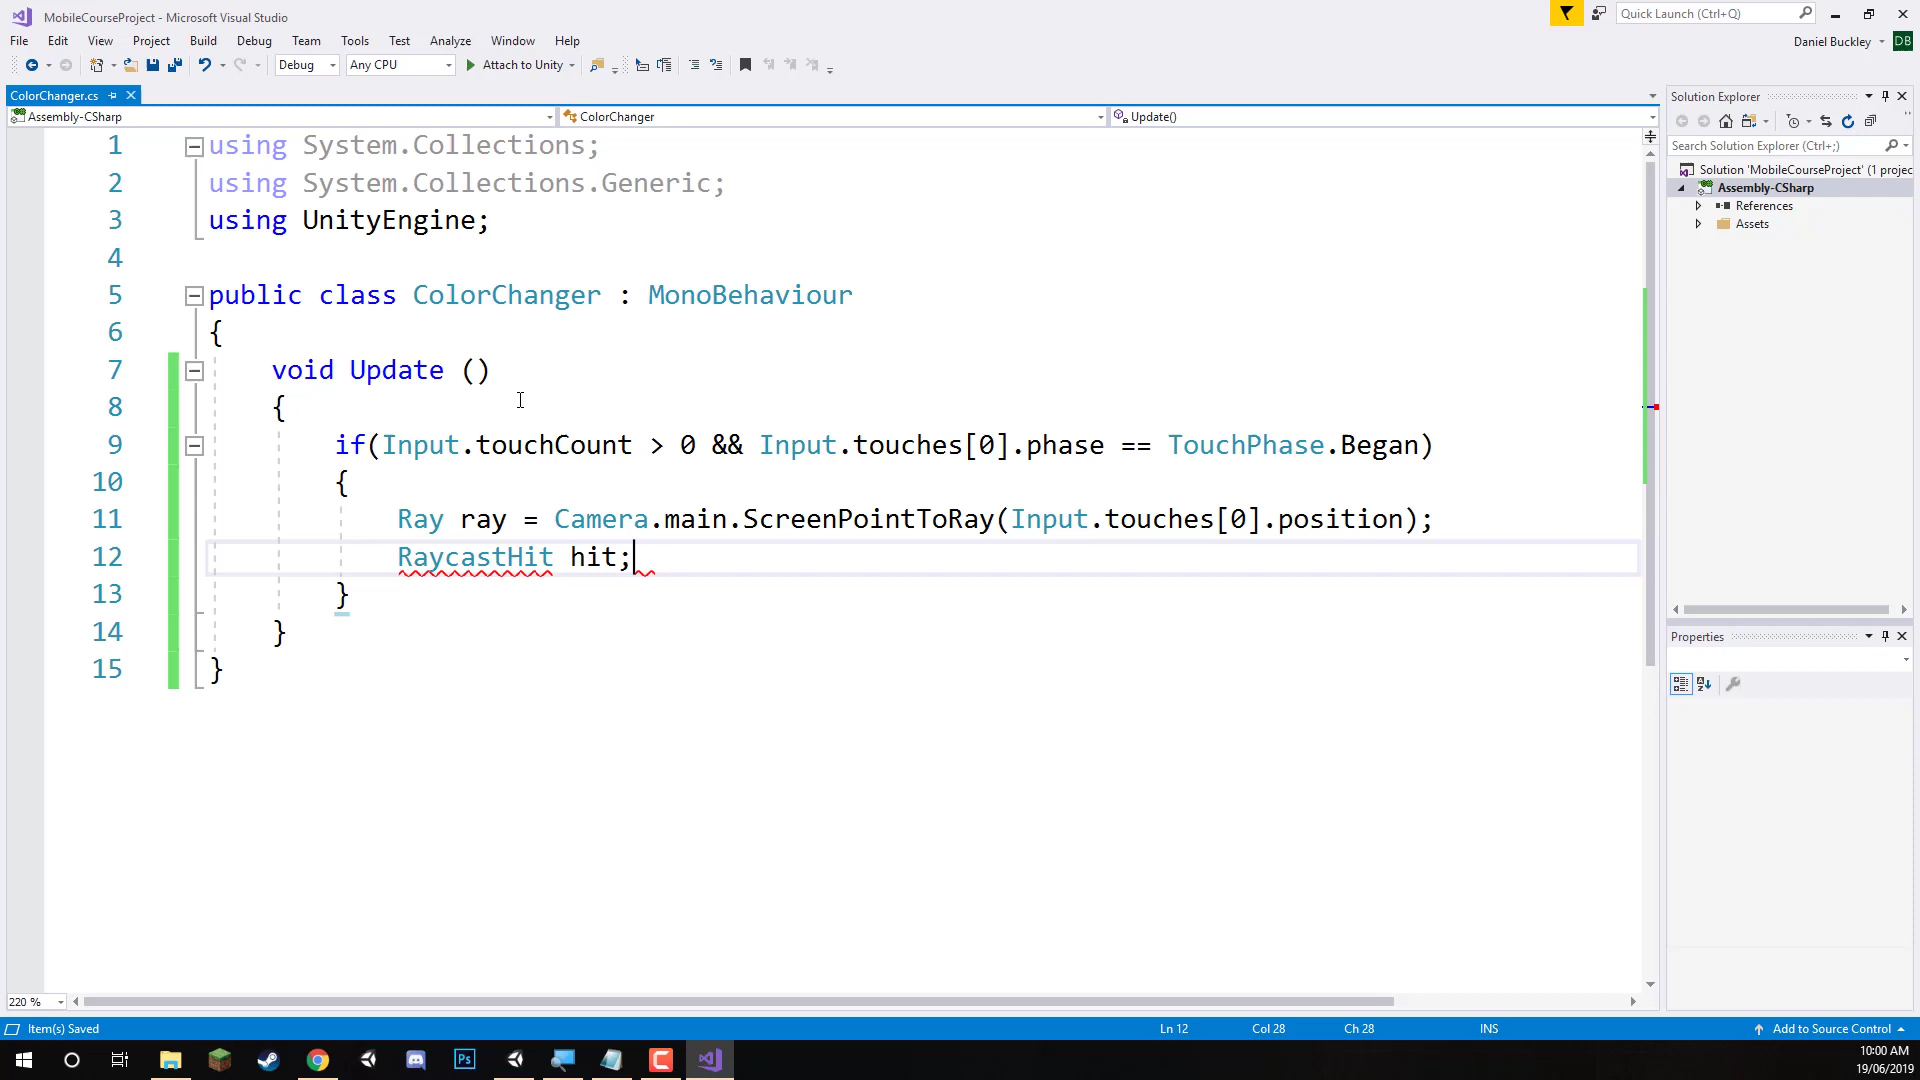 MobileCourseProject - Microsoft Visual Studio
Quick Launch (Ctrl+Q)
File Edit View Project Build Debug Team Tools Test Analyze Window Help
Daniel Buckley DB
Debug Any CPU Attach to Unity
ColorChanger.cs
Assembly-CSharp ColorChanger Update()
1 using System.Collections;
2 using System.Collections.Generic;
3 using UnityEngine;
4
5 public class ColorChanger : MonoBehaviour
6 {
7 void Update ()
8 {
9 if(Input.touchCount > 0 && Input.touches[0].phase == TouchPhase.Began)
10 {
11 Ray ray = Camera.main.ScreenPointToRay(Input.touches[0].position);
12 RaycastHit hit;
13 }
14 }
15 }
Solution Explorer
Search Solution Explorer (Ctrl+;)
Solution 'MobileCourseProject' (1 projec
Assembly-CSharp
References
Assets
Properties
220 %
Item(s) Saved Ln 12 Col 28 Ch 28 INS Add to Source Control
Ps
10:00 AM
19/06/2019